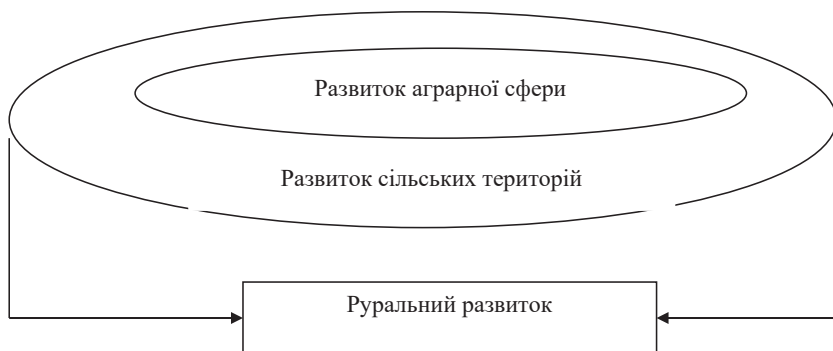 Развиток аграрної сфери
Развиток сільських територій
Руральний развиток